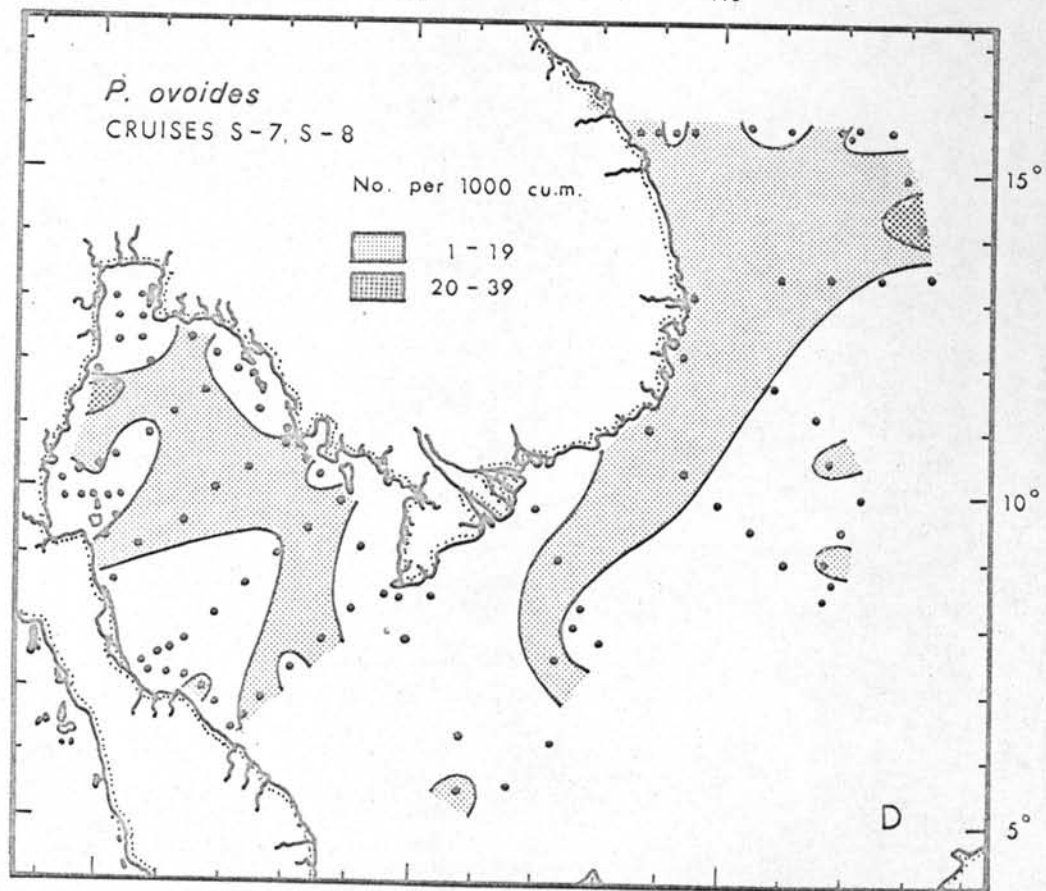 P. ovoides
CRUISES S-7, S-8
No. per 1000 cu.m.
1-19
20-39
15°
10°
5°
D